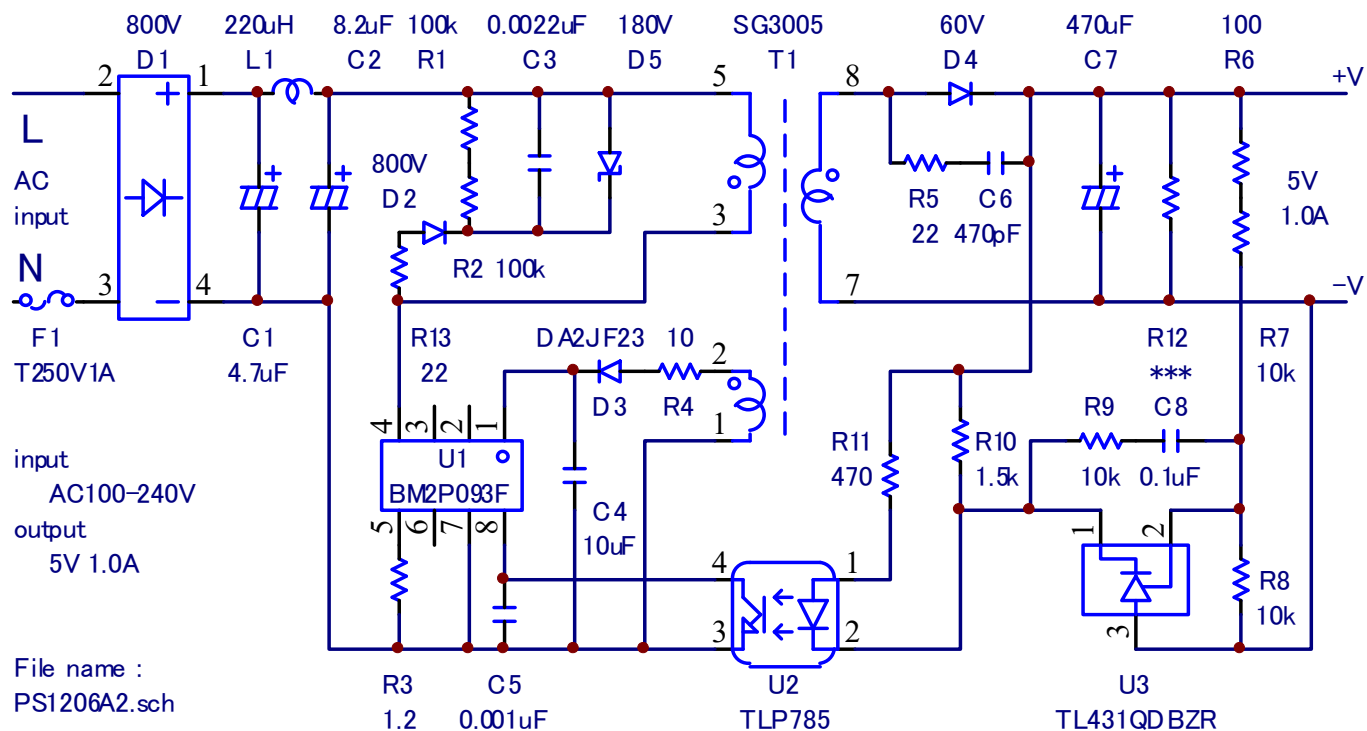 800V 220uH 8.2uF 100k 0.0022uF 180V SG3005 60V 470uF 100
D1 L1 C2 R1 C3 D5 T1 D4 C7 R6
2 1 5 8 +V
L
AC
input
800V
D2
R5 C6
22 470pF
5V
1.0A
3
R2 100k
N
3 4 7 -V
F1
T250V1A
C1
4.7uF
R13
22
DA2JF23 10 2
D3 R4
1
R12
***
R7
10k
4 3 2 1
U1
BM2P093F
5 6 7 8
R11
470
R10
1.5k
R9
10k
C8
0.1uF
input
AC100-240V
output
5V 1.0A
C4
10uF
1 2
3
4 1
3 2
R8
10k
File name :
PS1206A2.sch
R3
1.2
C5
0.001uF
U2
TLP785
U3
TL431QDBZR
+
+
+
+
−